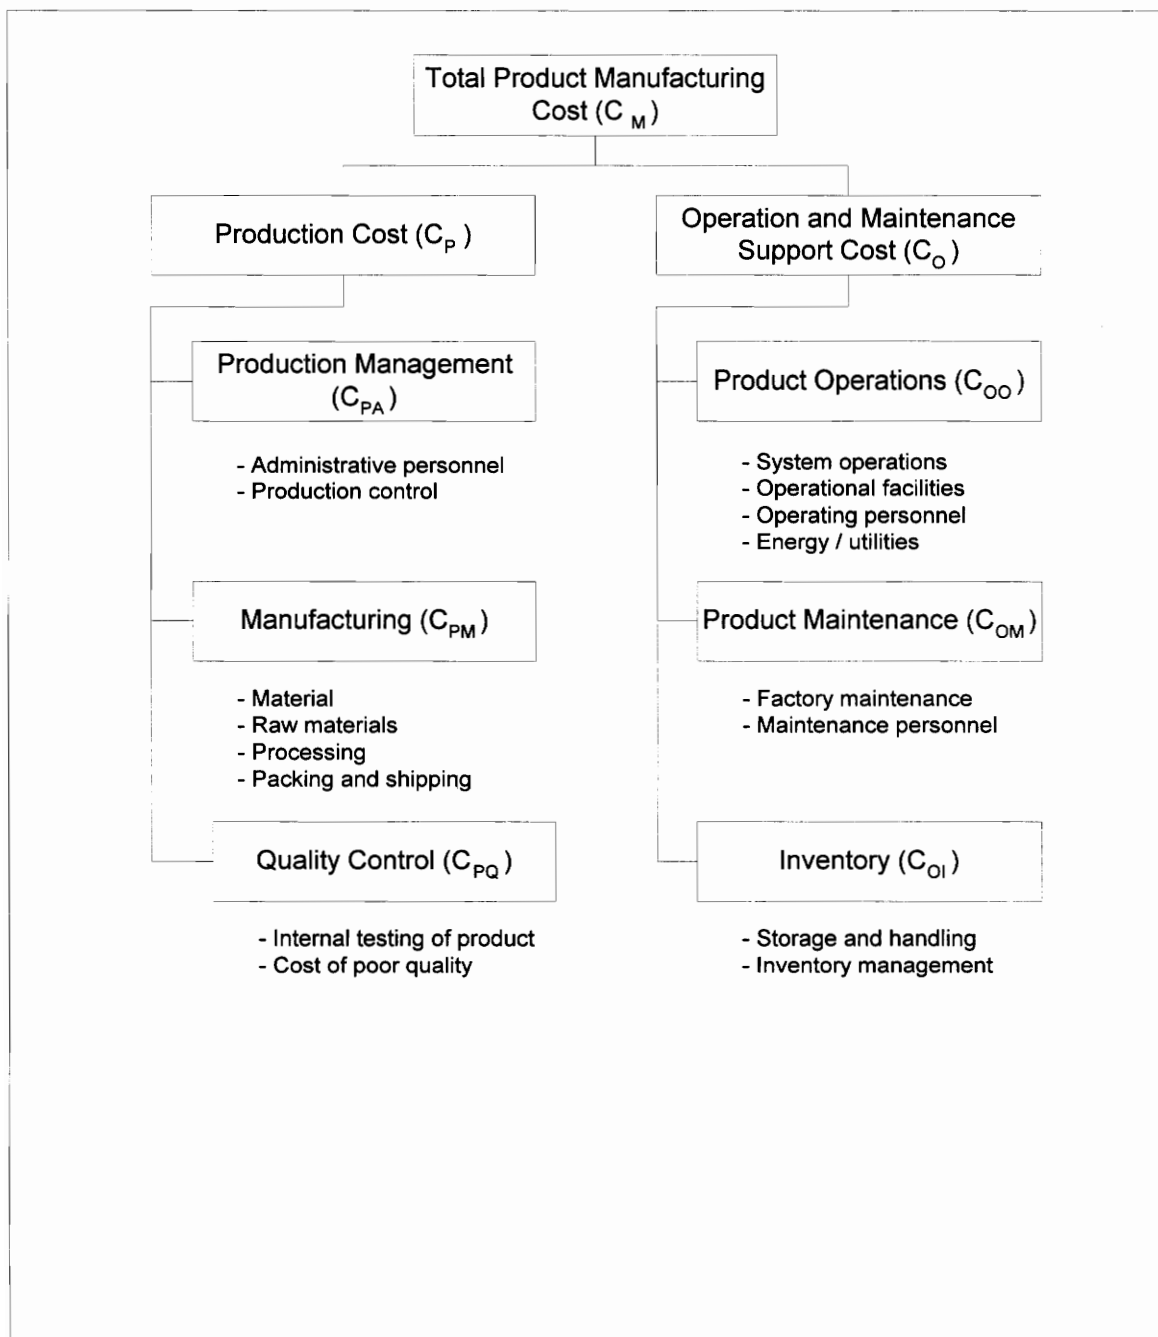 Total Product Manufacturing
Cost (C M)
Production Cost (CP )
Operation and Maintenance
Support Cost (CO)
Production Management
(CPA)
- Administrative personnel
- Production control
Manufacturing (CPM)
- Material
- Raw materials
- Processing
- Packing and shipping
Quality Control (CPQ)
- Internal testing of product
- Cost of poor quality
Product Operations (COO)
- System operations
- Operational facilities
- Operating personnel
- Energy / utilities
Product Maintenance (COM)
- Factory maintenance
- Maintenance personnel
Inventory (COI)
- Storage and handling
- Inventory management